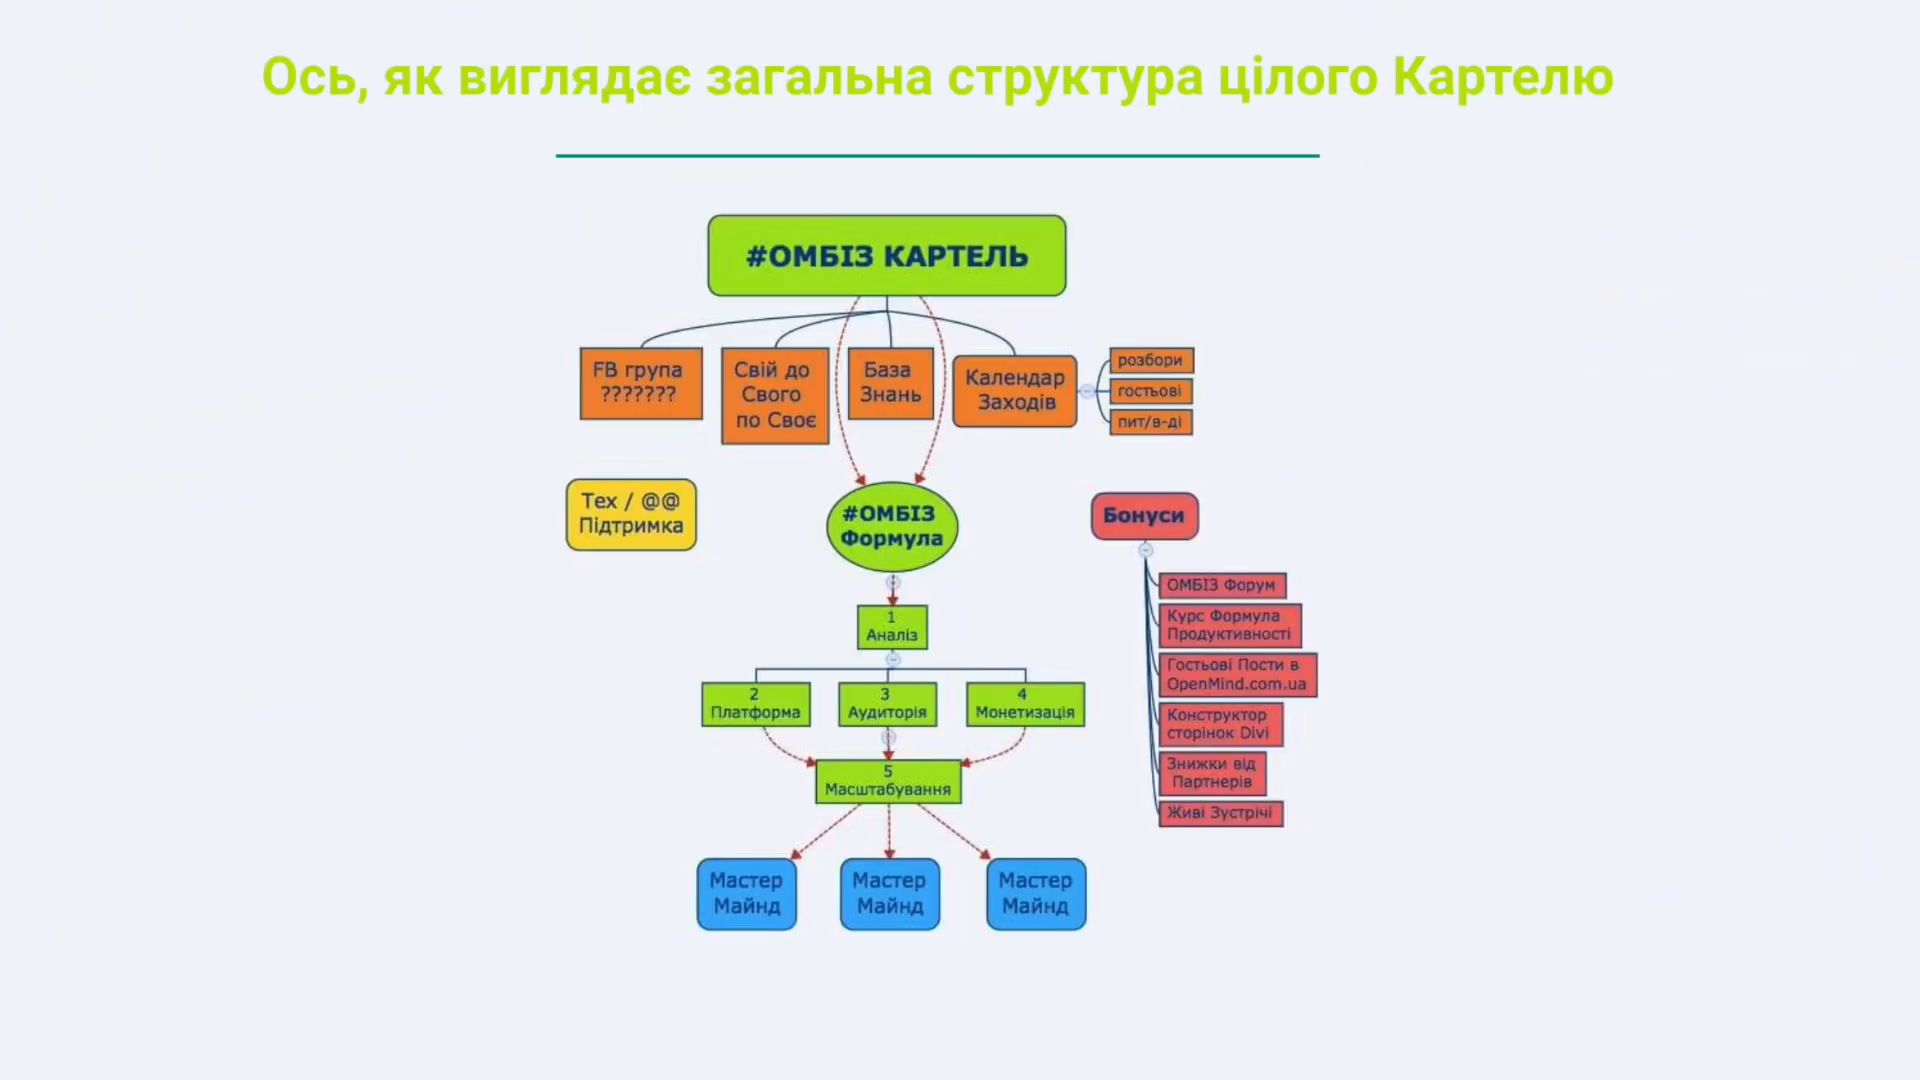 Ось, як виглядає загальна структура цілого Картелю
#ОМБІЗ КАРТЕЛЬ
FB група
???????
Свій до
Свого
по Своє
База
Знань
Календар
Заходів
розбори
гостьові
пит/в-ді
Тех / @@
Підтримка
#ОМБІЗ
Формула
1
Аналіз
2
Платформа
3
Аудиторія
4
Монетизація
5
Масштабування
Мастер
Майнд
Мастер
Майнд
Мастер
Майнд
Бонуси
ОМБІЗ Форум
Курс Формула
Продуктивності
Гостьові Пости в
OpenMind.com.ua
Конструктор
сторінок Divi
Знижки від
Партнерів
Живі Зустрічі